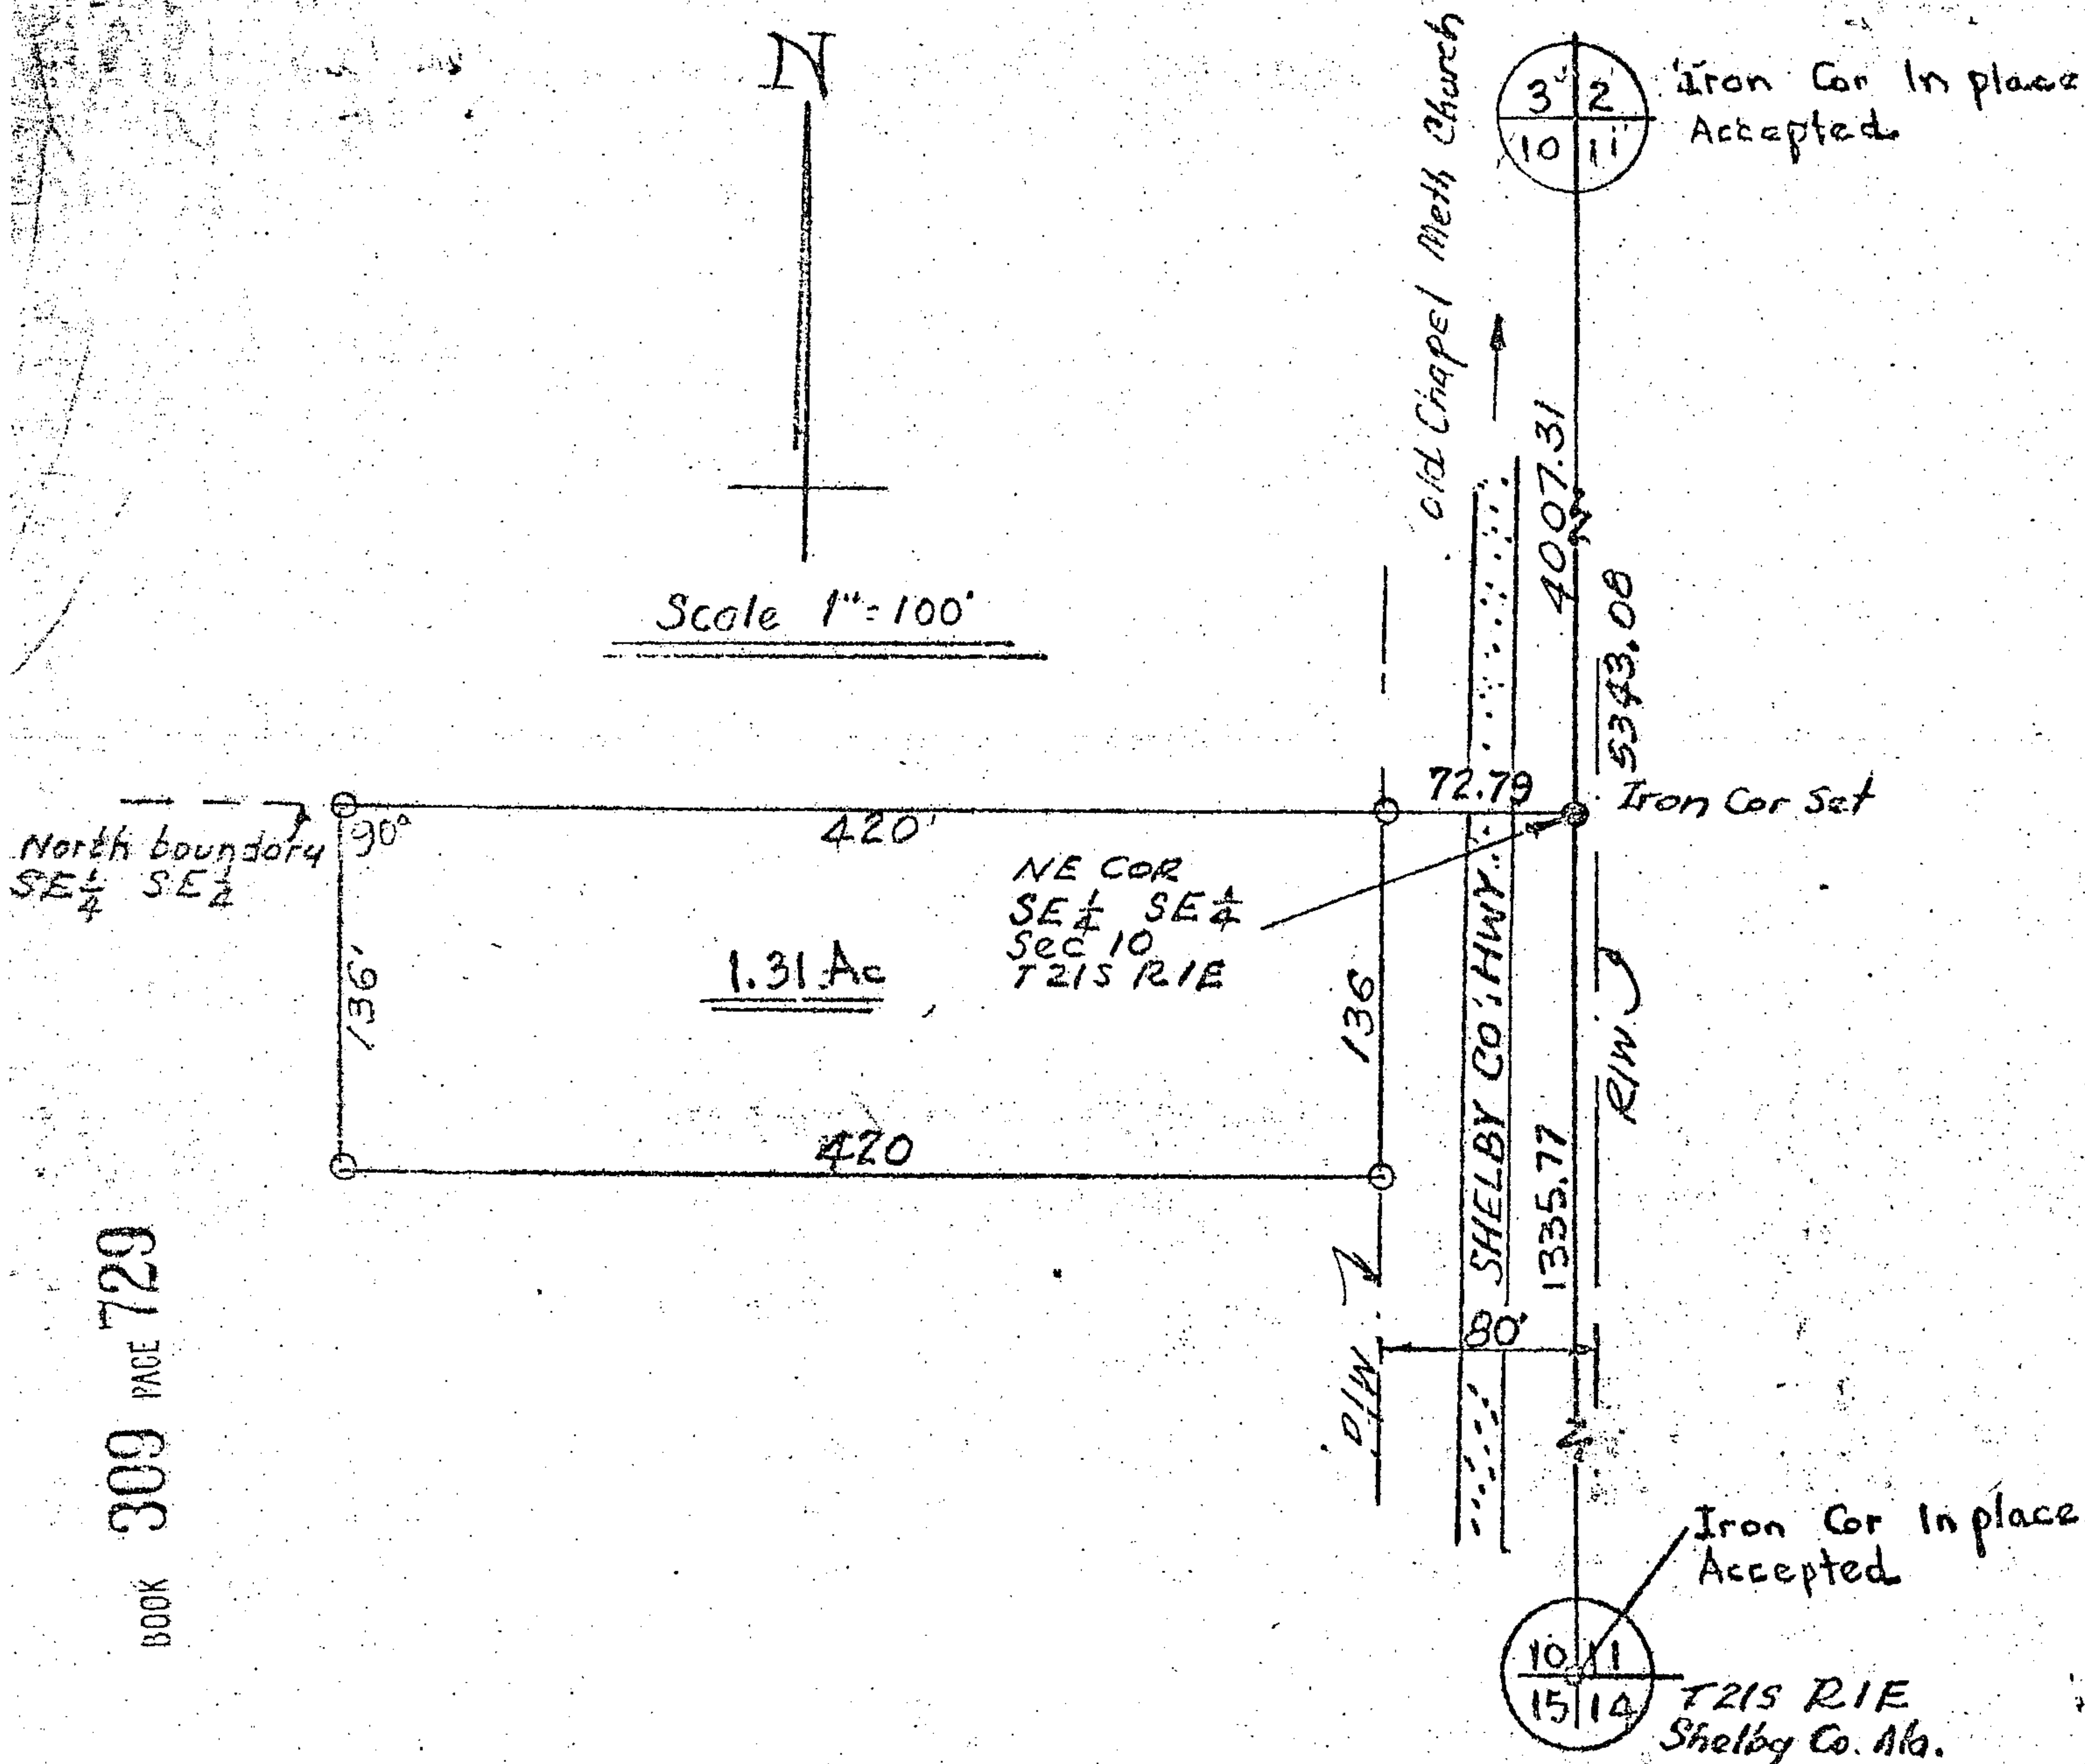 N
Old Chapel Meth Church
3 2
10 11
Iron Cor In place
Accepted
Scale 1"=100'
4007.31
5343.08
72.79
Iron Cor Set
North boundary
SE¼ SE¼
90°
420'
NE COR
SE¼ SE¼
Sec 10
T21S R1E
1.31 Ac
136'
136
SHELBY CO. HWY.
R/W
420
1335.77
80'
R/W
BOOK 309 PAGE 729
Iron Cor In place
Accepted
10 11
15 14
T21S R1E
Shelby Co. Ala.